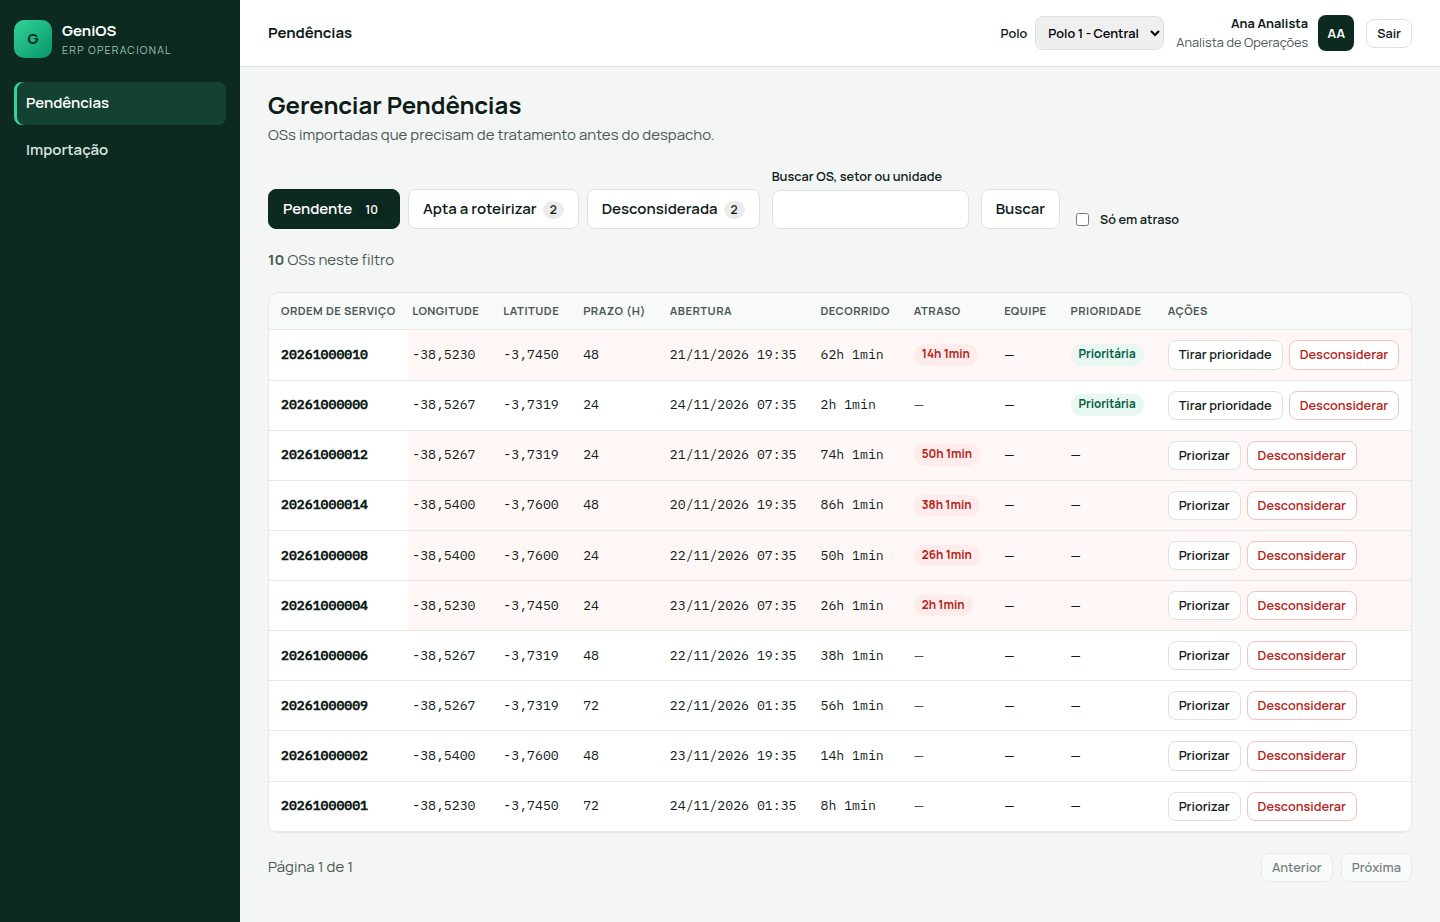 G
GeniOS
ERP OPERACIONAL
Pendências
Importação
Pendências
Polo
Polo 1 - Central
Ana Analista
Analista de Operações
AA
Sair
Gerenciar Pendências
OSs importadas que precisam de tratamento antes do despacho.
Pendente 10
Apta a roteirizar 2
Desconsiderada 2
Buscar OS, setor ou unidade
Buscar
Só em atraso
10 OSs neste filtro
ORDEM DE SERVIÇO LONGITUDE LATITUDE PRAZO (H) ABERTURA DECORRIDO ATRASO EQUIPE PRIORIDADE AÇÕES
20261000010 -38,5230 -3,7450 48 21/11/2026 19:35 62h 1min 14h 1min — Prioritária Tirar prioridade Desconsiderar
20261000000 -38,5267 -3,7319 24 24/11/2026 07:35 2h 1min — — Prioritária Tirar prioridade Desconsiderar
20261000012 -38,5267 -3,7319 24 21/11/2026 07:35 74h 1min 50h 1min — — Priorizar Desconsiderar
20261000014 -38,5400 -3,7600 48 20/11/2026 19:35 86h 1min 38h 1min — — Priorizar Desconsiderar
20261000008 -38,5400 -3,7600 24 22/11/2026 07:35 50h 1min 26h 1min — — Priorizar Desconsiderar
20261000004 -38,5230 -3,7450 24 23/11/2026 07:35 26h 1min 2h 1min — — Priorizar Desconsiderar
20261000006 -38,5267 -3,7319 48 22/11/2026 19:35 38h 1min — — — Priorizar Desconsiderar
20261000009 -38,5267 -3,7319 72 22/11/2026 01:35 56h 1min — — — Priorizar Desconsiderar
20261000002 -38,5400 -3,7600 48 23/11/2026 19:35 14h 1min — — — Priorizar Desconsiderar
20261000001 -38,5230 -3,7450 72 24/11/2026 01:35 8h 1min — — — Priorizar Desconsiderar
Página 1 de 1
Anterior
Próxima